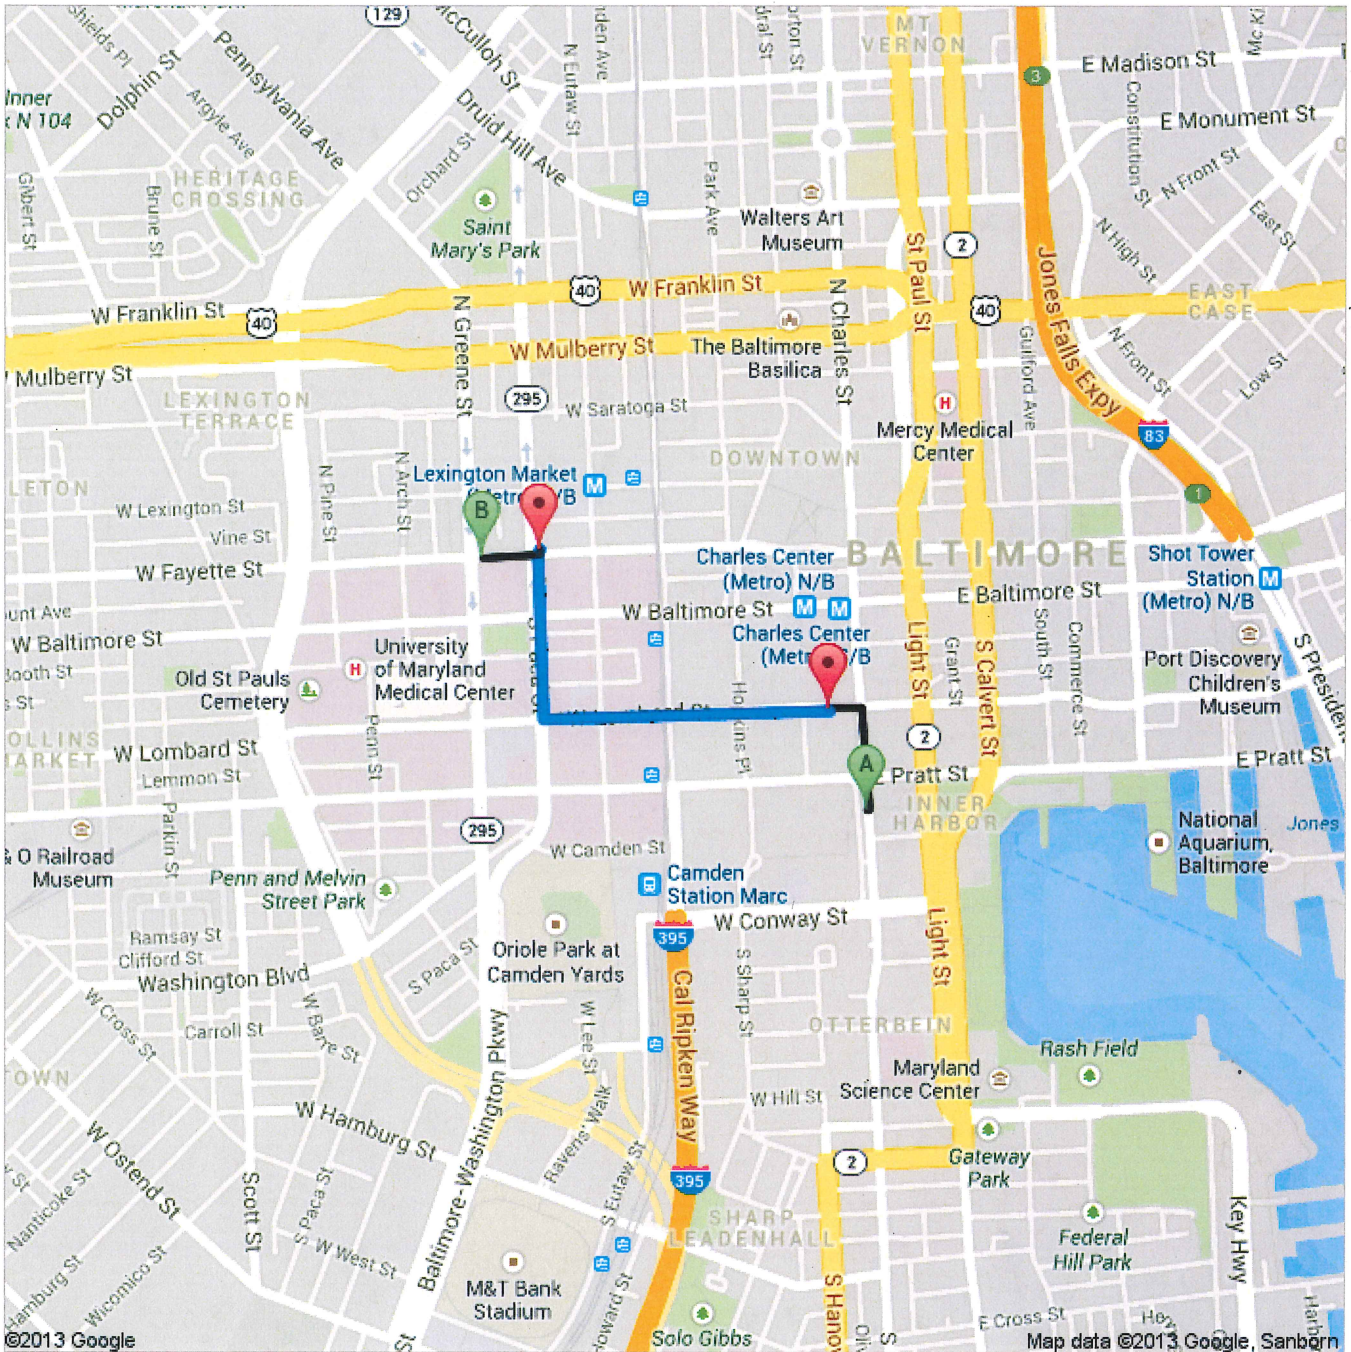 129
McCulloh St
N Eutaw St
Park Ave
MT
VERNON
3
E Madison St
Constitution St
E Monument St
Shields Pl
Pennsylvania Ave
Dolphin St
Argyle Ave
Druid Hill Ave
Orchard St
N 104
HERITAGE
CROSSING
Gilbert St
Brune St
Saint
Mary's Park
Walters Art
Museum
N Front St
East St
N High St
St Paul St
2
Jones Falls Expy
EAST
CASE
W Franklin St
40
40
W Franklin St
N Charles St
40
N Greene St
W Mulberry St
The Baltimore
Basilica
Guilford Ave
N Front St
Low St
Mulberry St
LEXINGTON
TERRACE
295
W Saratoga St
Mercy Medical
Center
83
DOWNTOWN
1
Lexington Market
N Pine St
N Arch St
B
W Lexington St
Vine St
W Fayette St
Charles Center
(Metro) N/B
BALTIMORE
Shot Tower
Station
(Metro) N/B
W Baltimore St
E Baltimore St
Charles Center
W Baltimore St
University
of Maryland
Medical Center
Old St Pauls
Cemetery
Light St
Grant St
S Calvert St
South St
Commerce St
Port Discovery
Children's
Museum
Penn St
W Lombard St
Lemmon St
A
2
E Pratt St
E Pratt St
INNER
HARBOR
Parkin St
295
W Camden St
National
Aquarium,
Baltimore
Jones
& O Railroad
Museum
Penn and Melvin
Street Park
Camden
Station Marc
Ramsay St
Clifford St
Washington Blvd
S Paca St
Oriole Park at
Camden Yards
395
W Conway St
S Sharp St
Light St
Cal Ripken Way
W Cross St
Carroll St
W Barre St
W Lee St
OTTERBEIN
Rash Field
Maryland
Science Center
W Hill St
Baltimore-Washington Pkwy
W Hamburg St
Ravens' Walk
S Eutaw St
W Ostend St
Scott St
S Paca St
395
2
Gateway
Park
Nanticoke St
W West St
SHARP
LEADENHALL
Federal
Hill Park
Key Hwy
Hamburg St
Wicomico St
M&T Bank
Stadium
Howard St
Solo Gibbs
E Cross St
©2013 Google
Map data ©2013 Google, Sanborn